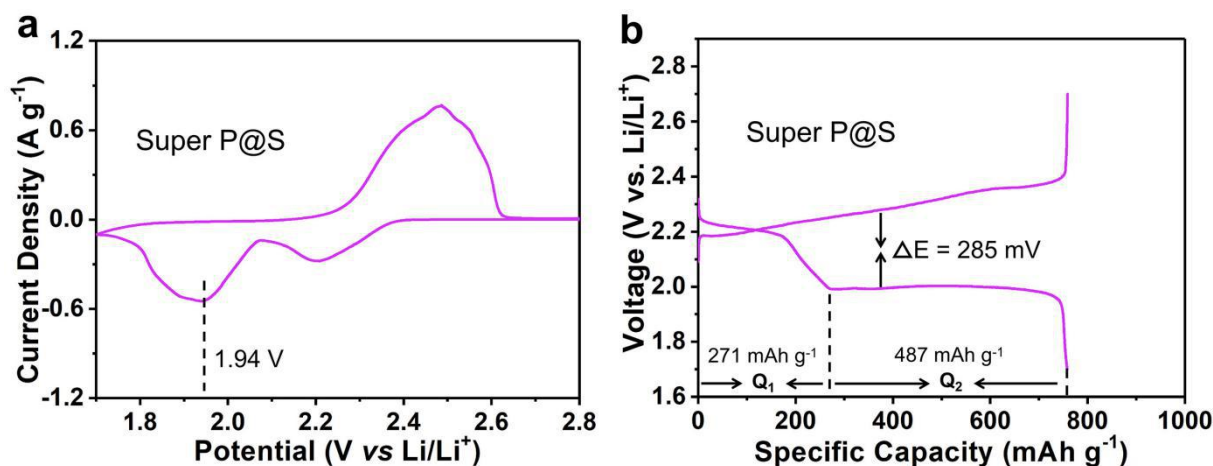 a
1.2
0.6
0.0
-0.6
-1.2
Current Density (A g⁻¹)
Super P@S
1.94 V
1.8 2.0 2.2 2.4 2.6 2.8
Potential (V vs Li/Li⁺)
b
2.8
2.6
2.4
2.2
2.0
1.8
1.6
Voltage (V vs. Li/Li⁺)
Super P@S
ΔE = 285 mV
271 mAh g⁻¹ 487 mAh g⁻¹
Q₁ Q₂
0 200 400 600 800 1000
Specific Capacity (mAh g⁻¹)